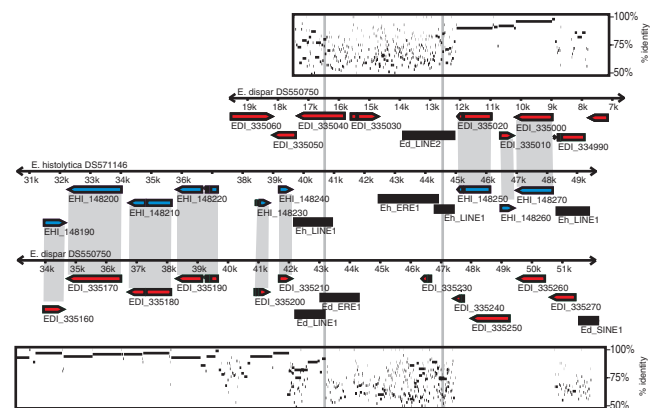 100%
75%
50%
% identity
E. dispar DS550750
19k 18k 17k 16k 15k 14k 13k 12k 11k 10k 9k 8k 7k
EDI_335060 EDI_335040 EDI_335030 EDI_335020 EDI_335000
EDI_335050 Ed_LINE2 EDI_335010 EDI_334990
E. histolytica DS571146
31k 32k 33k 34k 35k 36k 37k 38k 39k 40k 41k 42k 43k 44k 45k 46k 47k 48k 49k
EHI_148200 EHI_148220 EHI_148240 Eh_ERE1 EHI_148250 EHI_148270
EHI_148210 EHI_148230 Eh_LINE1 EHI_148260 Eh_LINE1
EHI_148190 Eh_LINE1
E. dispar DS550750
34k 35k 36k 37k 38k 39k 40k 41k 42k 43k 44k 45k 46k 47k 48k 49k 50k 51k
EDI_335170 EDI_335190 EDI_335210 EDI_335230 EDI_335260
EDI_335180 EDI_335200 Ed_ERE1 EDI_335240 EDI_335270
EDI_335160 Ed_LINE1 EDI_335250 Ed_SINE1
100%
75%
50%
% identity